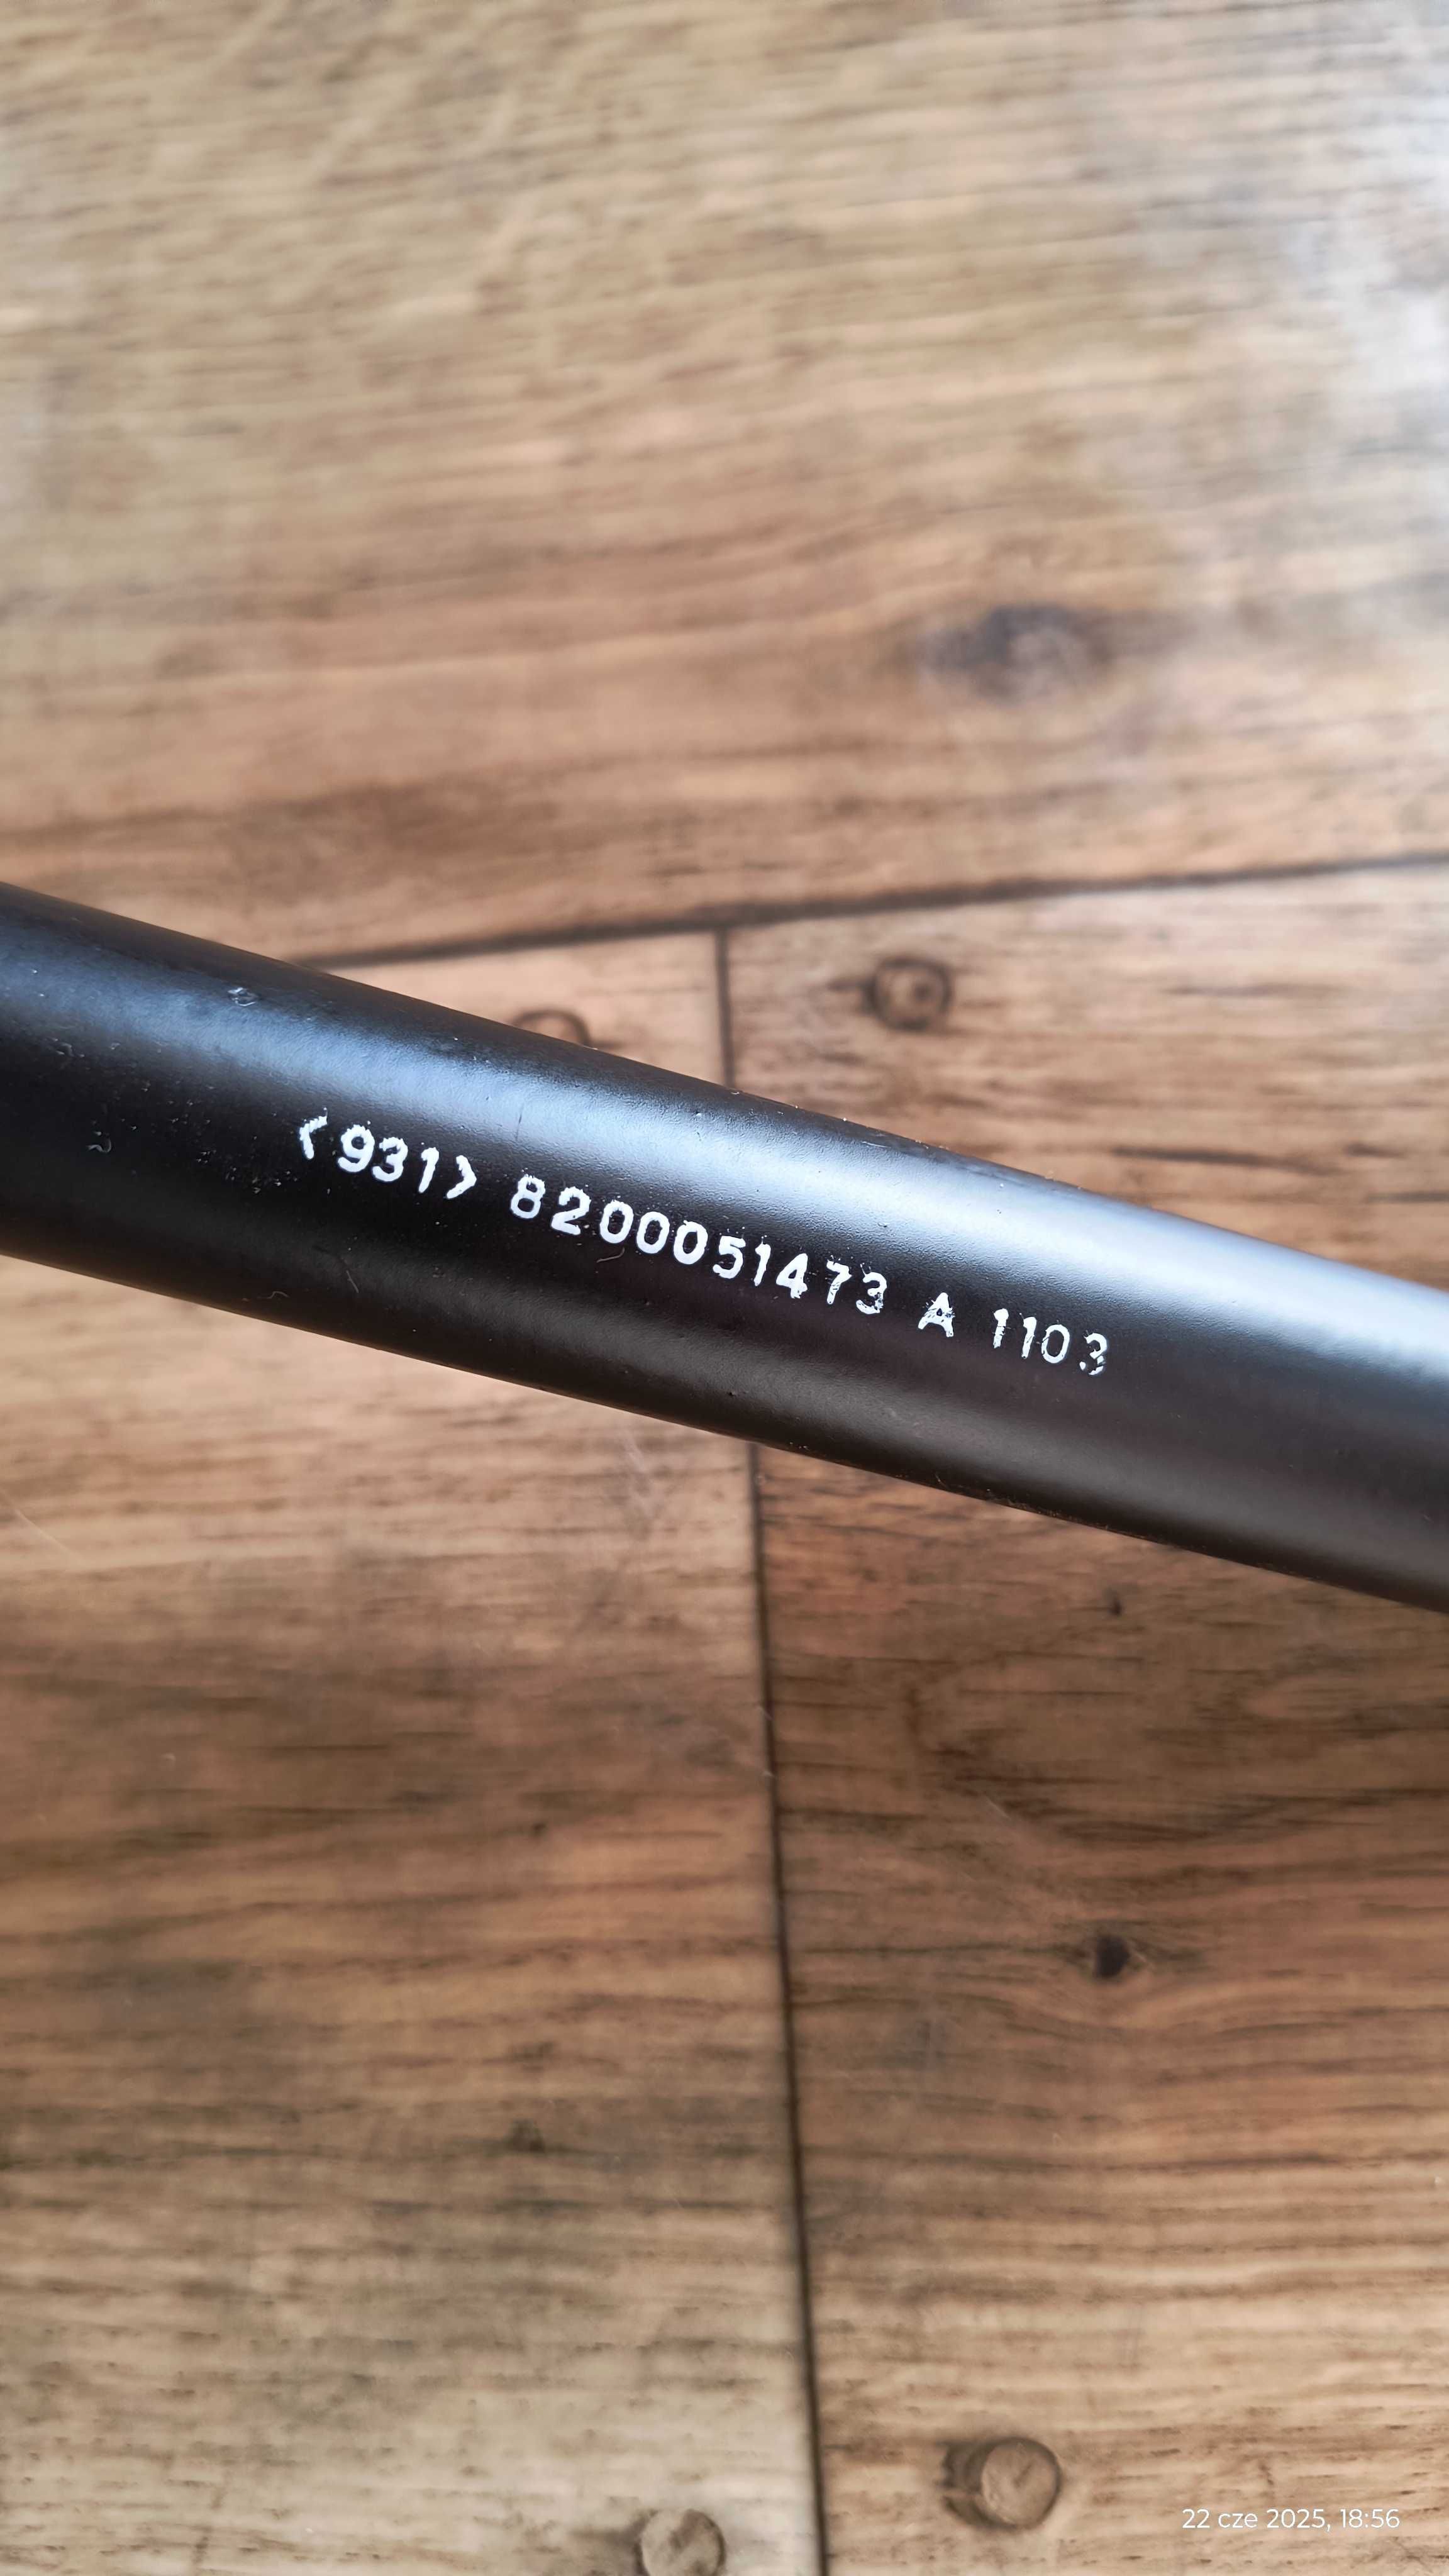 <931> 8200051473 A 1103
22 cze 2025, 18:56